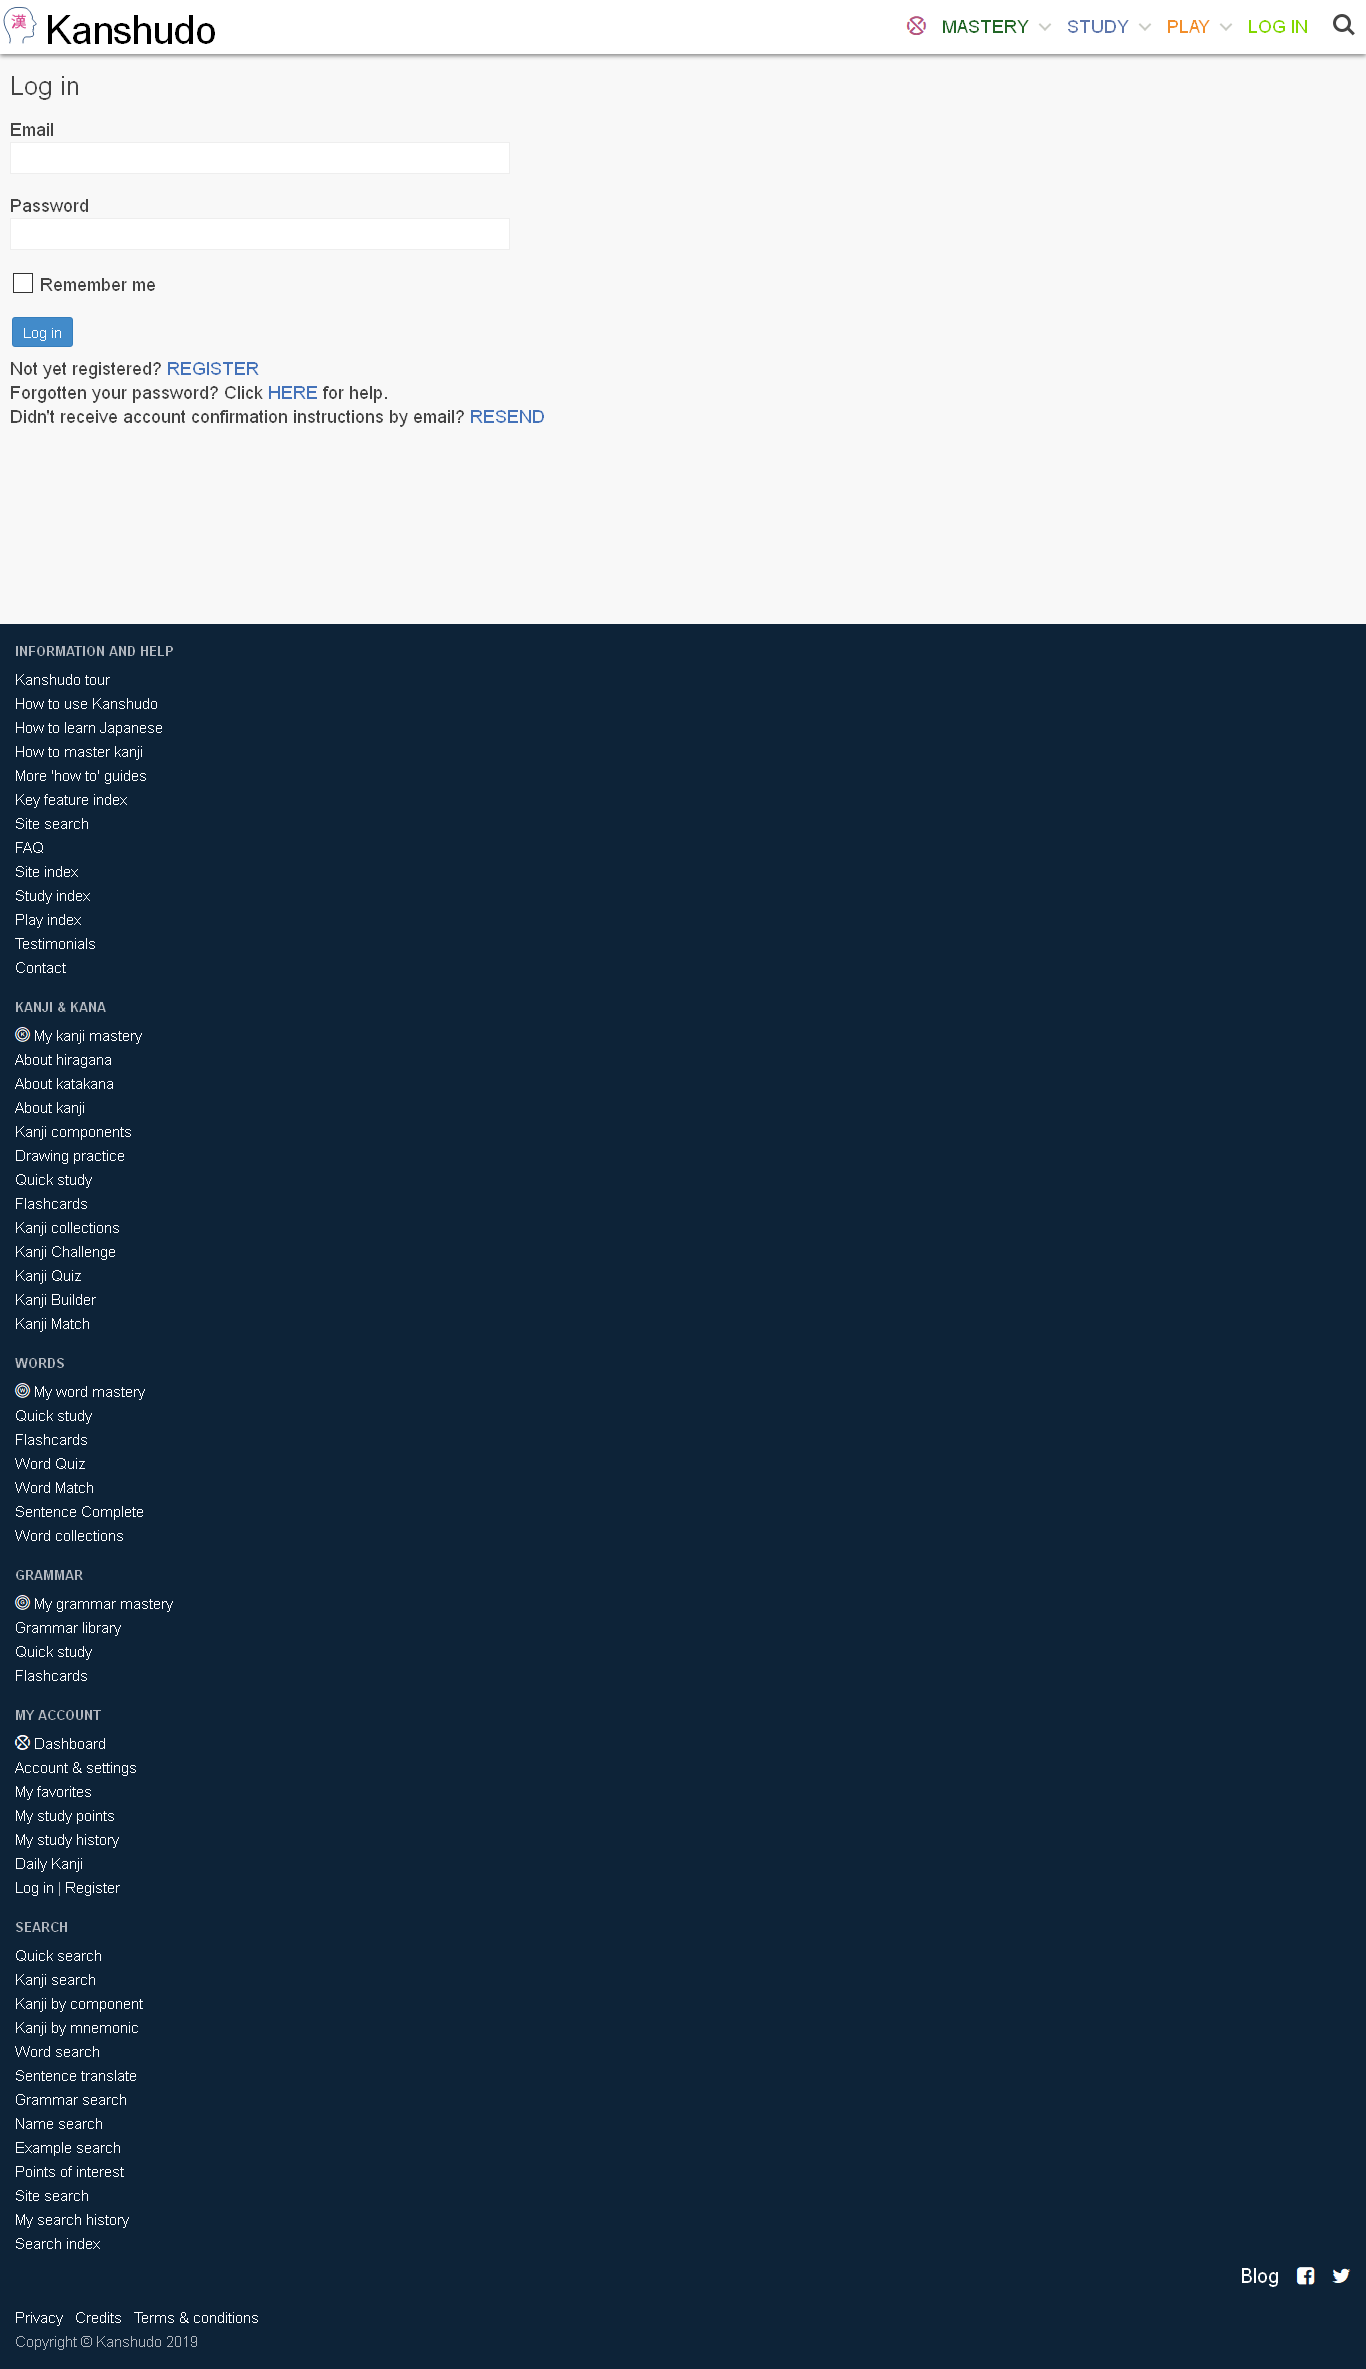 漢 Kanshudo
MASTERY STUDY PLAY LOG IN
Log in
Email
Password
Remember me
Log in
Not yet registered? REGISTER
Forgotten your password? Click HERE for help.
Didn't receive account confirmation instructions by email? RESEND
INFORMATION AND HELP
Kanshudo tour
How to use Kanshudo
How to learn Japanese
How to master kanji
More 'how to' guides
Key feature index
Site search
FAQ
Site index
Study index
Play index
Testimonials
Contact
KANJI & KANA
My kanji mastery
About hiragana
About katakana
About kanji
Kanji components
Drawing practice
Quick study
Flashcards
Kanji collections
Kanji Challenge
Kanji Quiz
Kanji Builder
Kanji Match
WORDS
My word mastery
Quick study
Flashcards
Word Quiz
Word Match
Sentence Complete
Word collections
GRAMMAR
My grammar mastery
Grammar library
Quick study
Flashcards
MY ACCOUNT
Dashboard
Account & settings
My favorites
My study points
My study history
Daily Kanji
Log in | Register
SEARCH
Quick search
Kanji search
Kanji by component
Kanji by mnemonic
Word search
Sentence translate
Grammar search
Name search
Example search
Points of interest
Site search
My search history
Search index
Blog
Privacy Credits Terms & conditions
Copyright © Kanshudo 2019